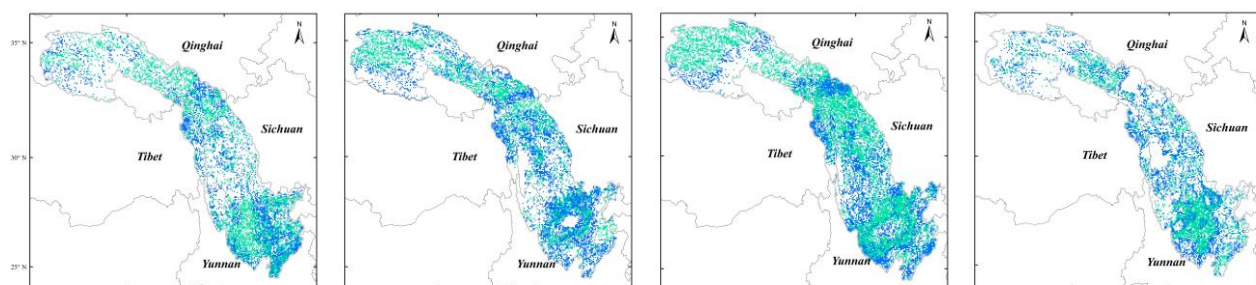 N
Qinghai
35° N
Sichuan
Tibet
30° N
Yunnan
25° N
N
Qinghai
Sichuan
Tibet
Yunnan
N
Qinghai
Sichuan
Tibet
Yunnan
N
Qinghai
Sichuan
Tibet
Yunnan